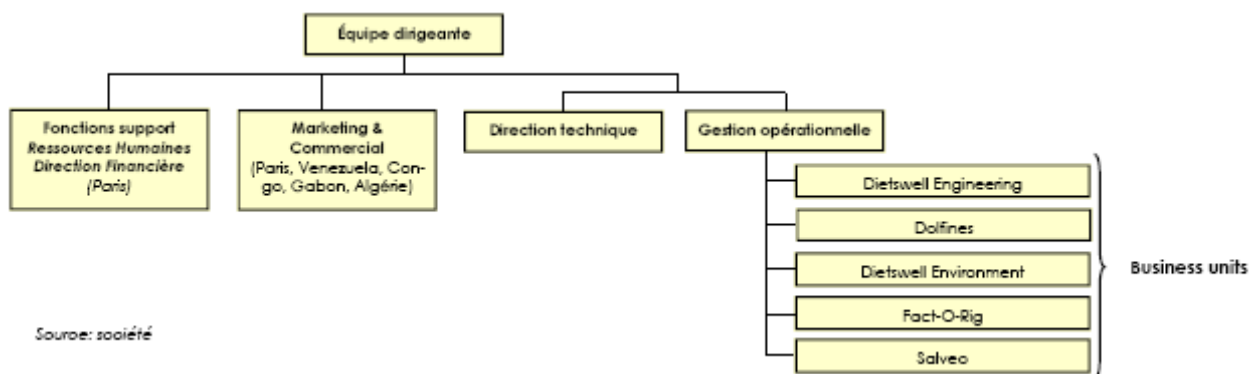 Équipe dirigeante
Fonctions support
Ressources Humaines
Direction Financière
(Paris)
Marketing &
Commercial
(Paris, Venezuela, Con-
go, Gabon, Algérie)
Direction technique
Gestion opérationnelle
Dietswell Engineering
Dolfines
Dietswell Environment
Fact-O-Rig
Salveo
Business units
Source: société